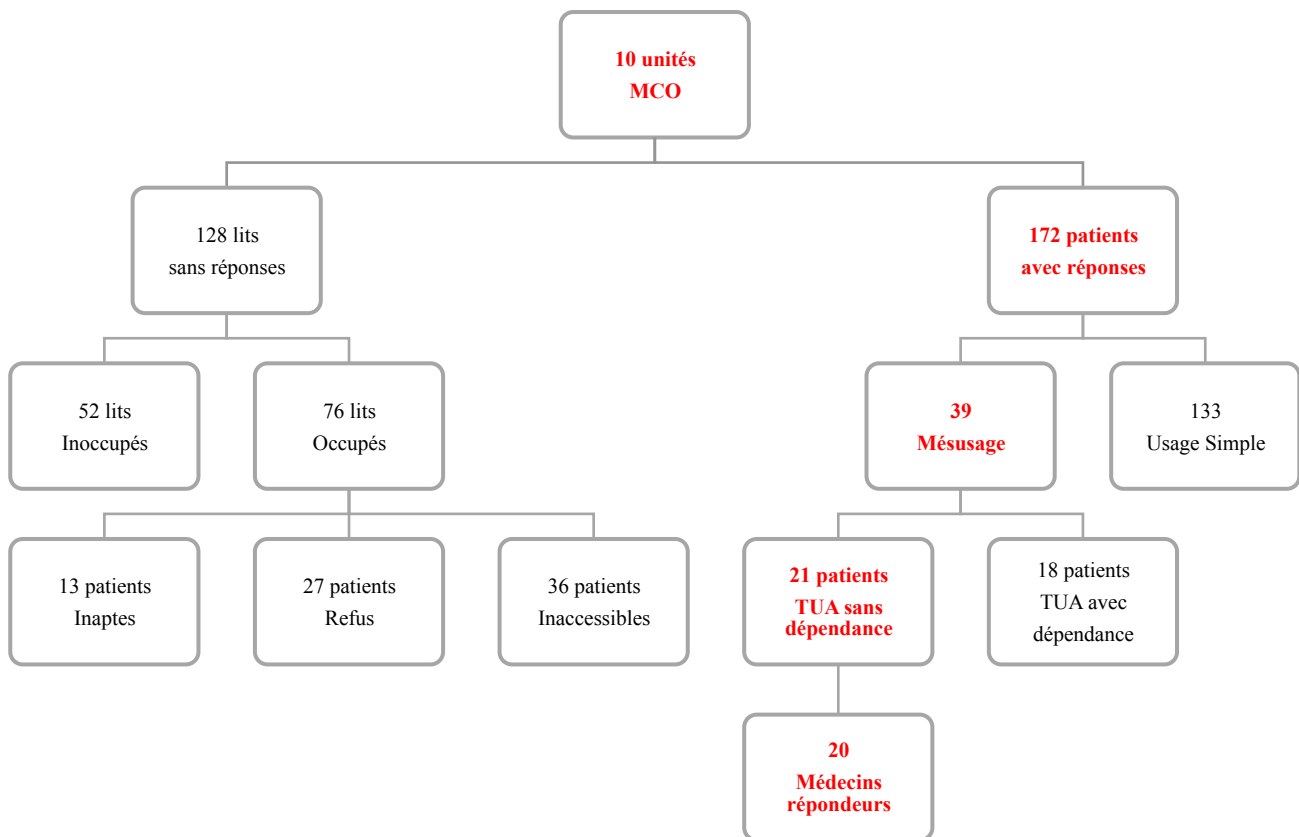 10 unités
MCO
128 lits
sans réponses
172 patients
avec réponses
52 lits
Inoccupés
76 lits
Occupés
39
Mésusage
133
Usage Simple
13 patients
Inaptes
27 patients
Refus
36 patients
Inaccessibles
21 patients
TUA sans
dépendance
18 patients
TUA avec
dépendance
20
Médecins
répondeurs